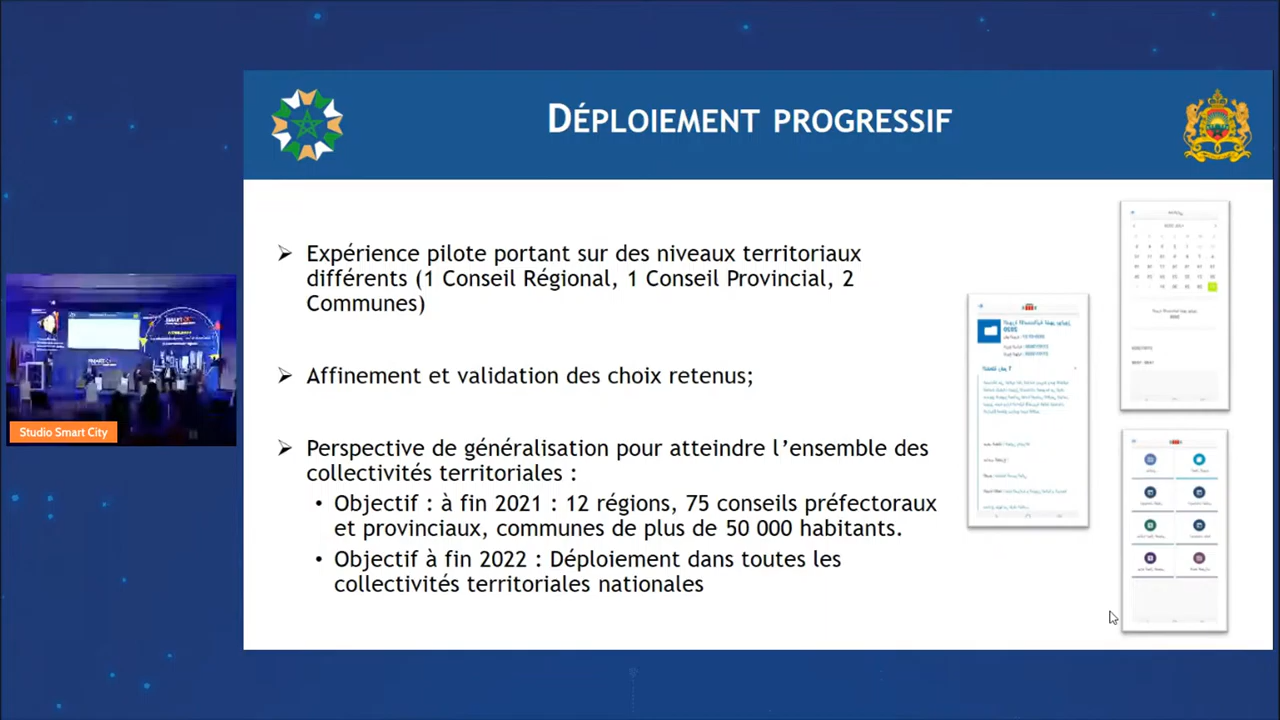 DÉPLOIEMENT PROGRESSIF
➢ Expérience pilote portant sur des niveaux territoriaux
différents (1 Conseil Régional, 1 Conseil Provincial, 2
Communes)
➢ Affinement et validation des choix retenus;
➢ Perspective de généralisation pour atteindre l’ensemble des
collectivités territoriales :
• Objectif : à fin 2021 : 12 régions, 75 conseils préfectoraux
et provinciaux, communes de plus de 50 000 habitants.
• Objectif à fin 2022 : Déploiement dans toutes les
collectivités territoriales nationales
Studio Smart City